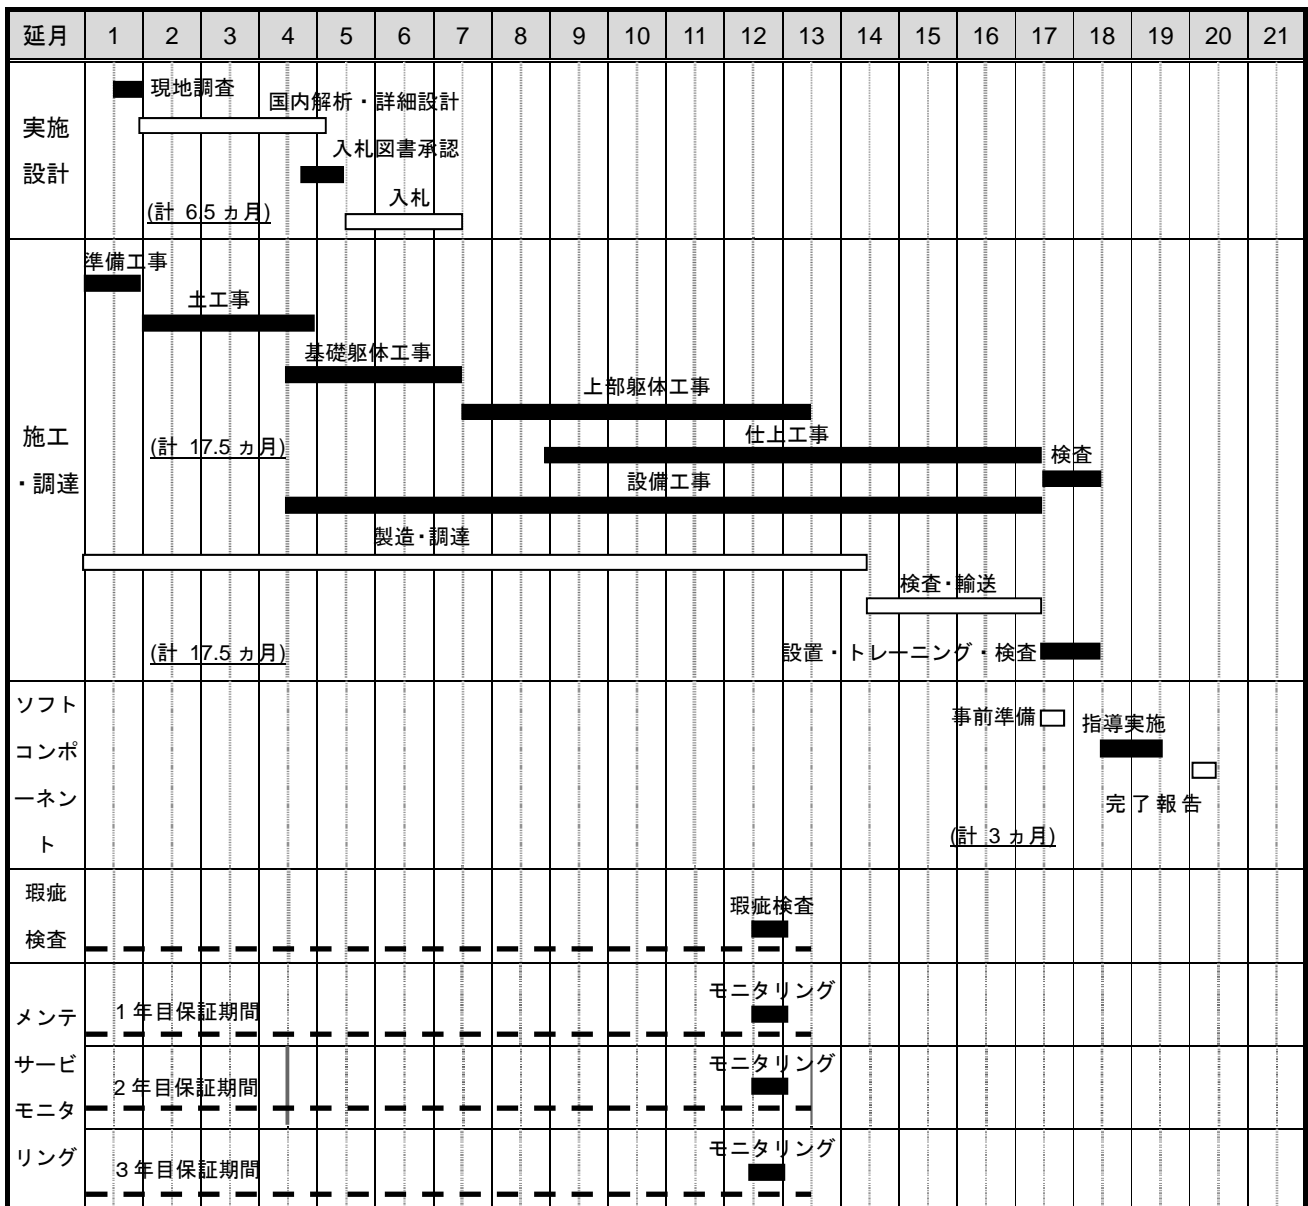 延月 1 2 3 4 5 6 7 8 9 10 11 12 13 14 15 16 17 18 19 20 21
実施
設計
現地調査
国内解析・詳細設計
入札図書承認
入札
(計 6.5 ヵ月)
施工
・調達
準備工事
土工事
基礎躯体工事
上部躯体工事
仕上工事
(計 17.5 ヵ月)
検査
設備工事
製造・調達
検査・輸送
(計 17.5 ヵ月)
設置・トレーニング・検査
ソフト
コンポ
ーネン
ト
事前準備
指導実施
完了報告
(計 3 ヵ月)
瑕疵
検査
瑕疵検査
メンテ
サービ
モニタ
リング
1 年目保証期間
モニタリング
2 年目保証期間
モニタリング
3 年目保証期間
モニタリング